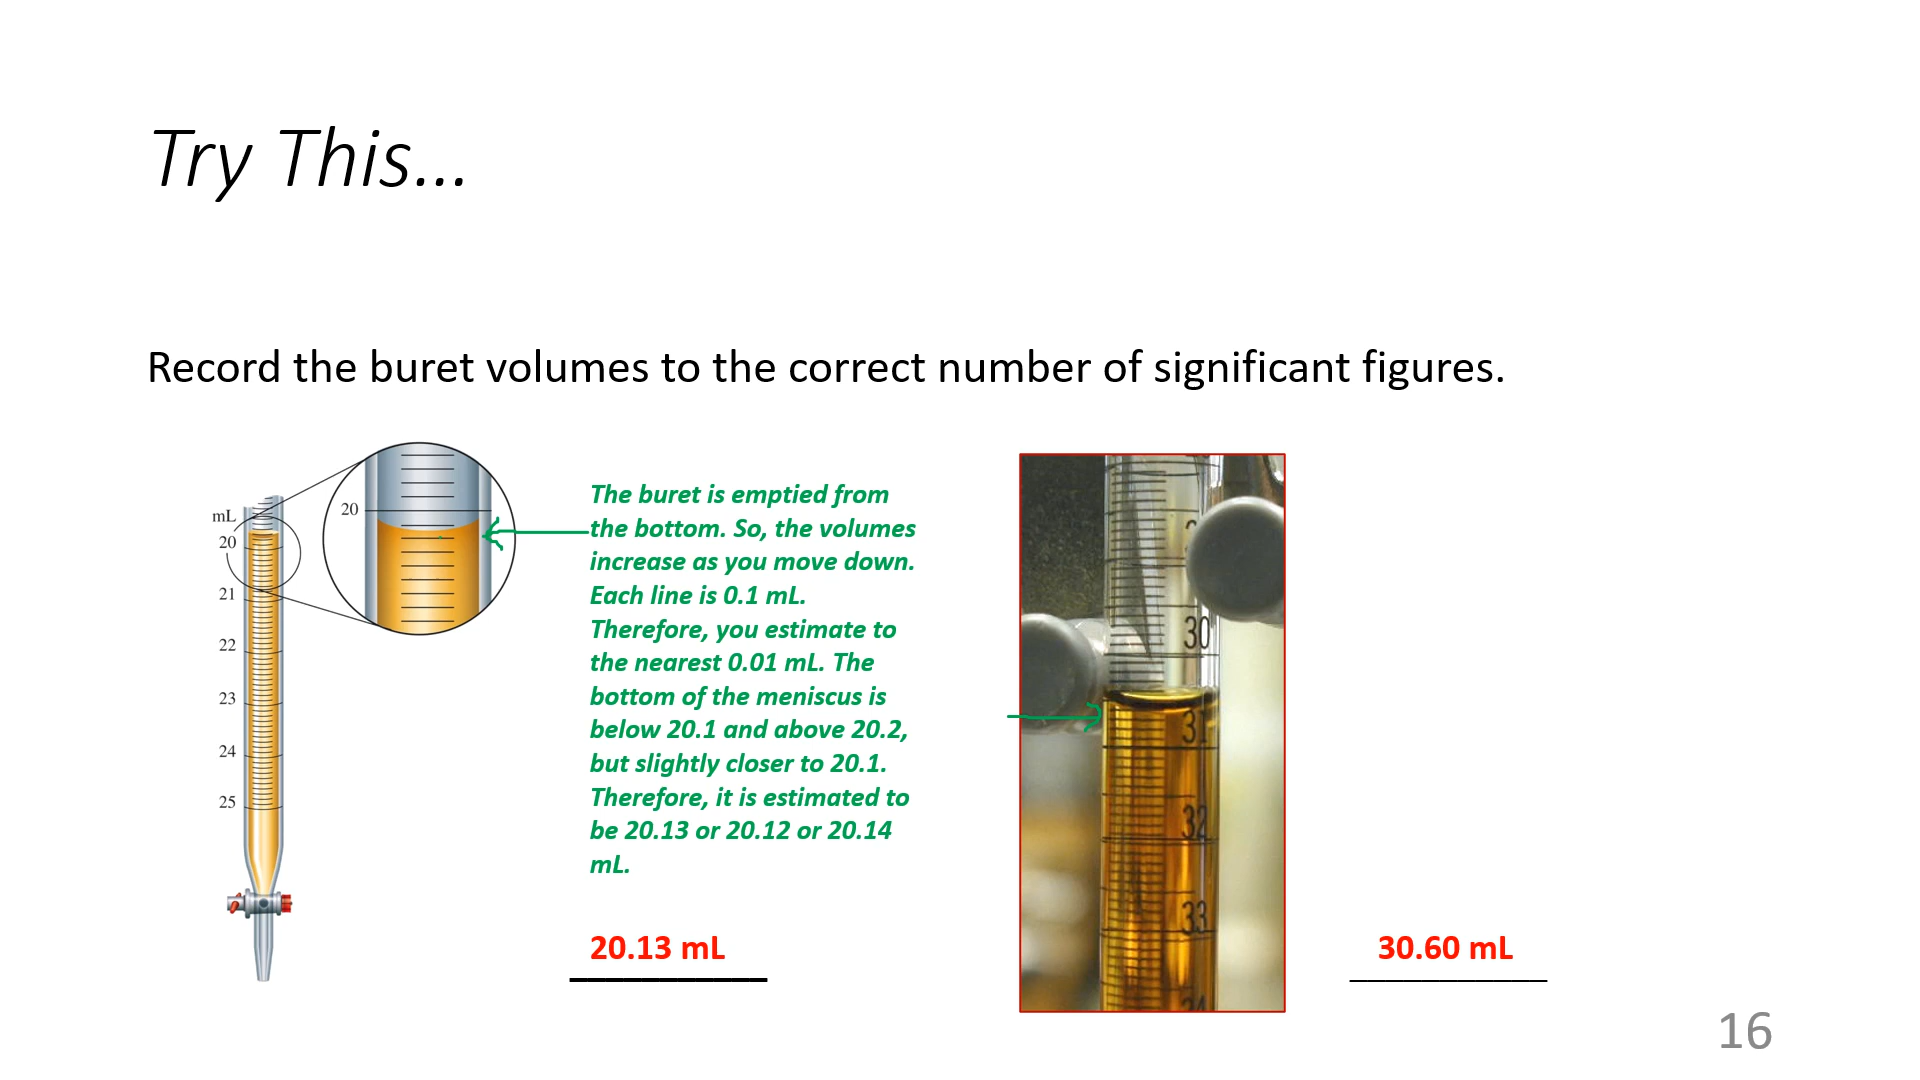 Try This...
Record the buret volumes to the correct number of significant figures.
mL
20
21
22
23
24
25
20
The buret is emptied from
the bottom. So, the volumes
increase as you move down.
Each line is 0.1 mL.
Therefore, you estimate to
the nearest 0.01 mL. The
bottom of the meniscus is
below 20.1 and above 20.2,
but slightly closer to 20.1.
Therefore, it is estimated to
be 20.13 or 20.12 or 20.14
mL.
20.13 mL
30
31
32
33
34
30.60 mL
16